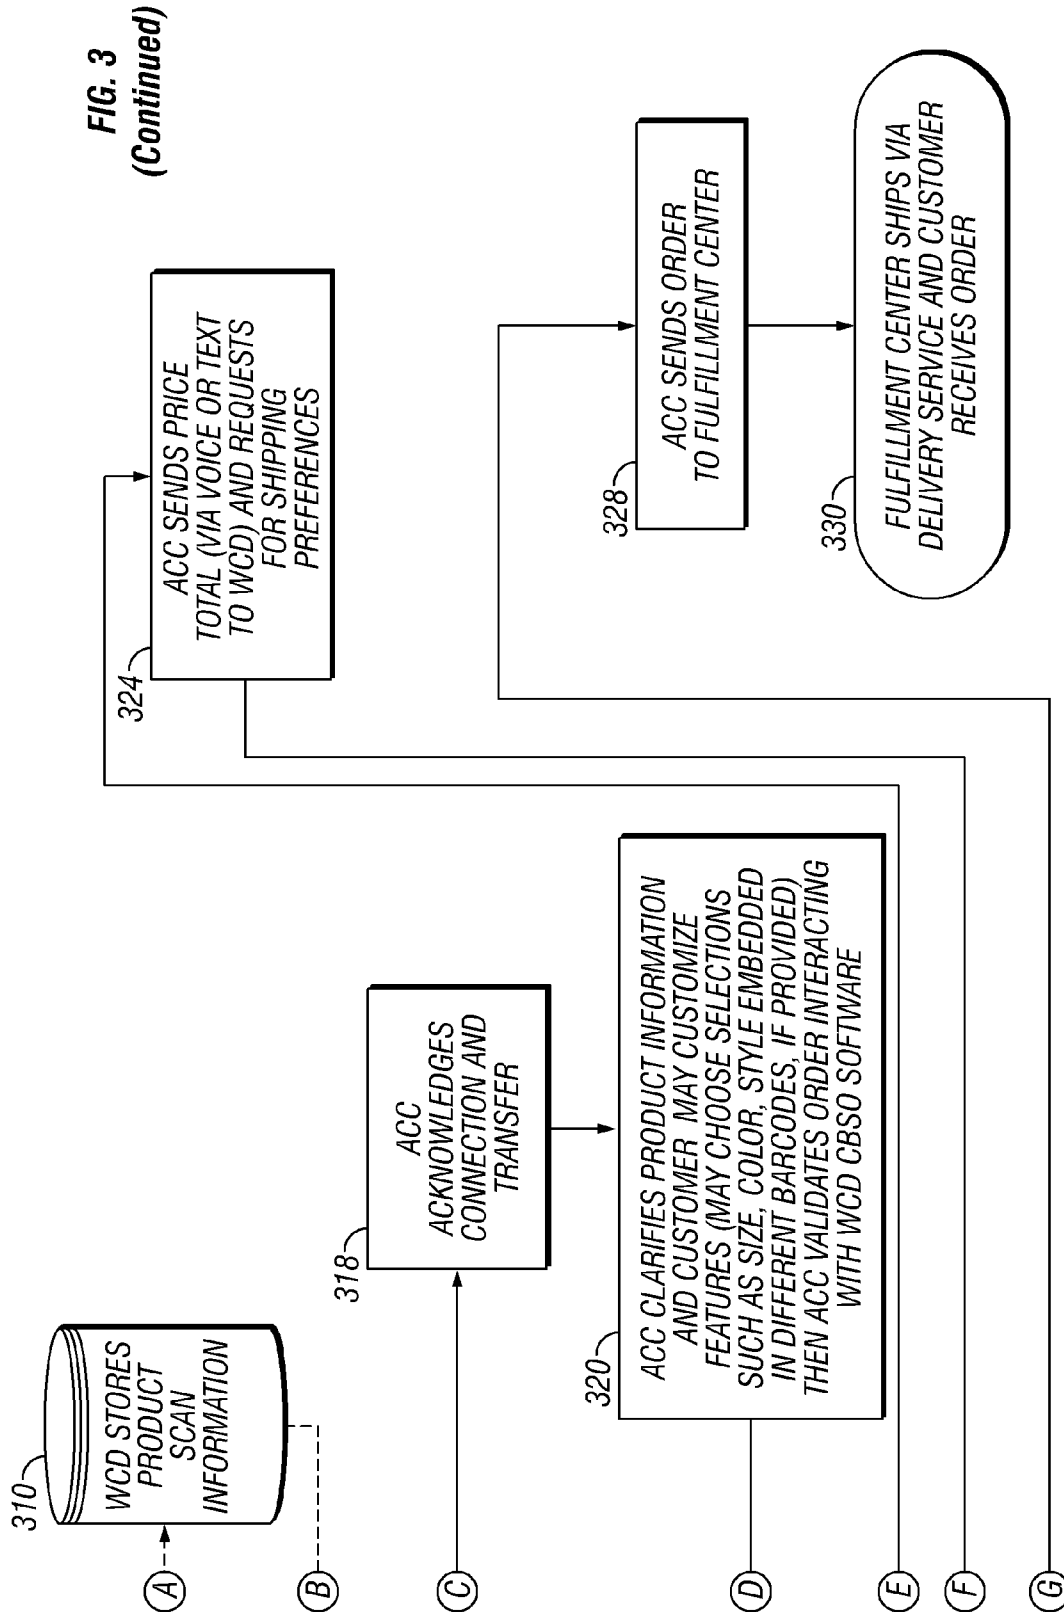 FIG. 3
(Continued)
310
WCD STORES
PRODUCT
SCAN
INFORMATION
A
B
C
318
ACC
ACKNOWLEDGES
CONNECTION AND
TRANSFER
320
ACC CLARIFIES PRODUCT INFORMATION
AND CUSTOMER MAY CUSTOMIZE
FEATURES (MAY CHOOSE SELECTIONS
SUCH AS SIZE, COLOR, STYLE EMBEDDED
IN DIFFERENT BARCODES, IF PROVIDED)
THEN ACC VALIDATES ORDER INTERACTING
WITH WCD CBSO SOFTWARE
D
E
324
ACC SENDS PRICE
TOTAL (VIA VOICE OR TEXT
TO WCD) AND REQUESTS
FOR SHIPPING
PREFERENCES
F
G
328
ACC SENDS ORDER
TO FULFILLMENT CENTER
330
FULFILLMENT CENTER SHIPS VIA
DELIVERY SERVICE AND CUSTOMER
RECEIVES ORDER